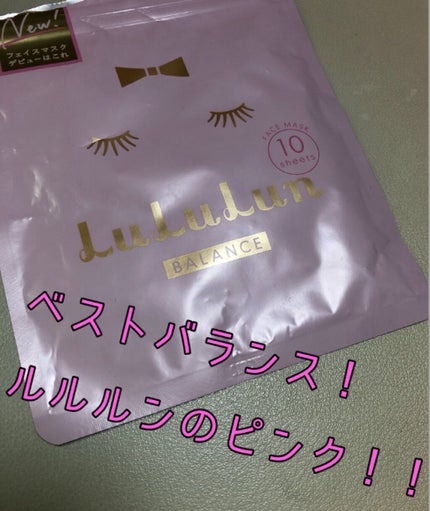 New!
フェイスマスク
デビューはこれ
FACE MASK
10
sheets
LuLuLun
BALANCE
ベストバランス！
ルルルンのピンク！！